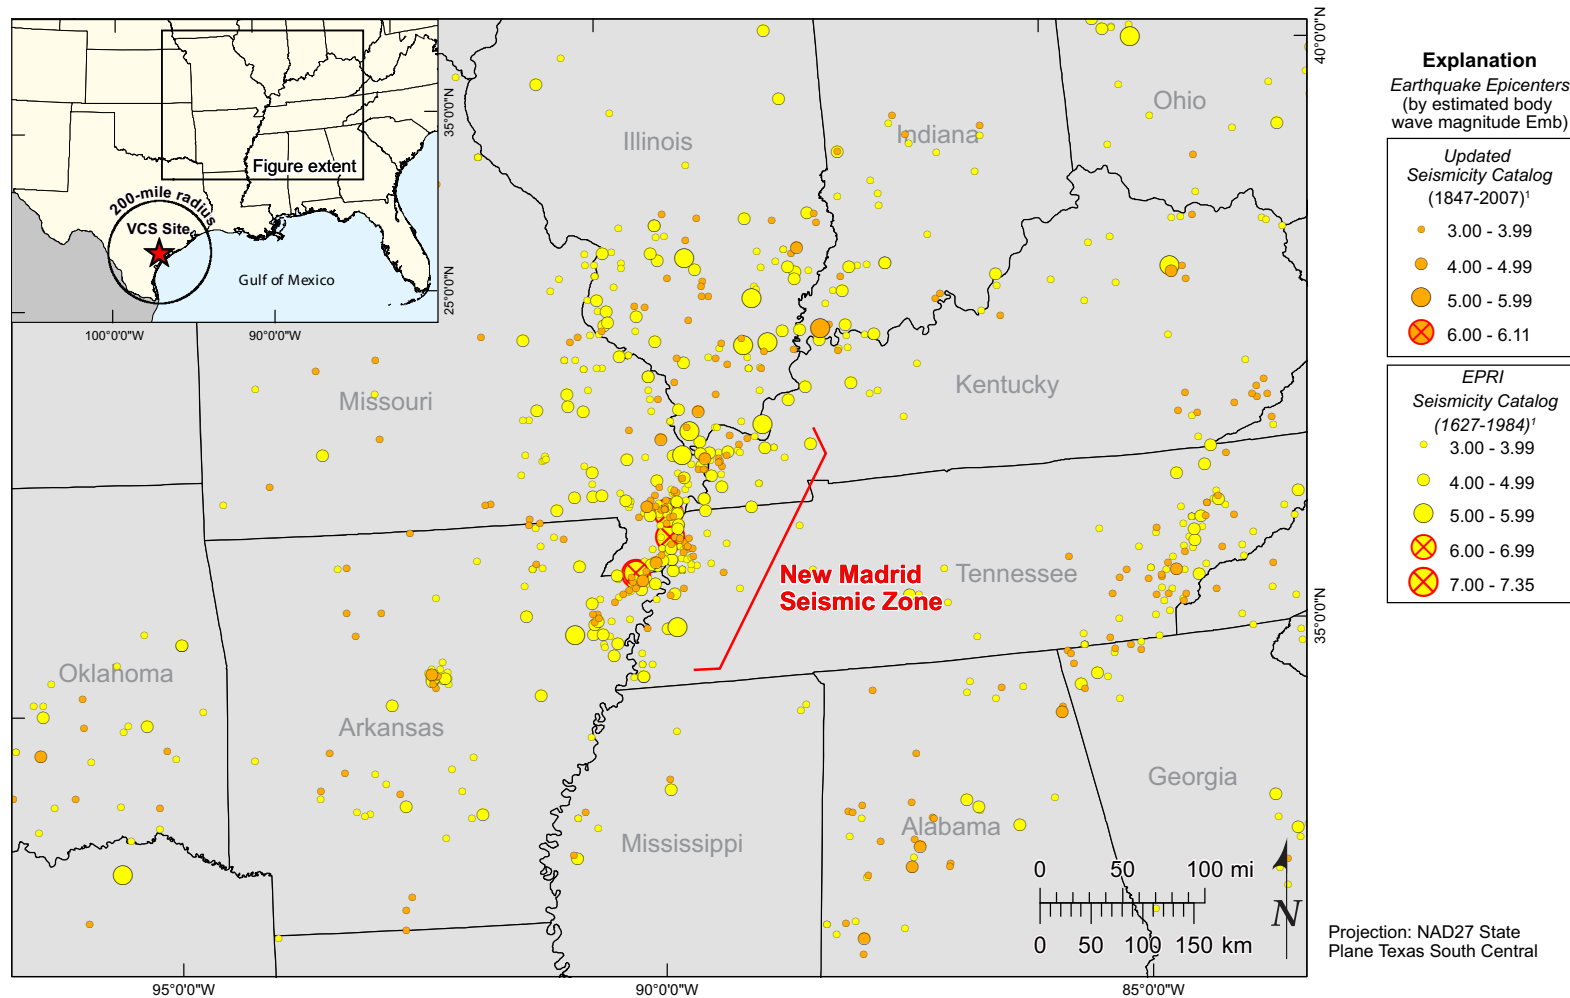 Figure extent
200-mile radius
VCS Site
Gulf of Mexico
100°0'0"W
90°0'0"W
35°0'0"N
25°0'0"N
Illinois
Indiana
Ohio
Missouri
Kentucky
New Madrid
Seismic Zone
Tennessee
Oklahoma
Arkansas
Mississippi
Alabama
Georgia
0 50 100 mi
0 50 100 150 km
N
95°0'0"W
90°0'0"W
85°0'0"W
40°0'0"N
35°0'0"N
Explanation
Earthquake Epicenters
(by estimated body
wave magnitude Emb)
Updated
Seismicity Catalog
(1847-2007)¹
3.00 - 3.99
4.00 - 4.99
5.00 - 5.99
6.00 - 6.11
EPRI
Seismicity Catalog
(1627-1984)¹
3.00 - 3.99
4.00 - 4.99
5.00 - 5.99
6.00 - 6.99
7.00 - 7.35
Projection: NAD27 State
Plane Texas South Central